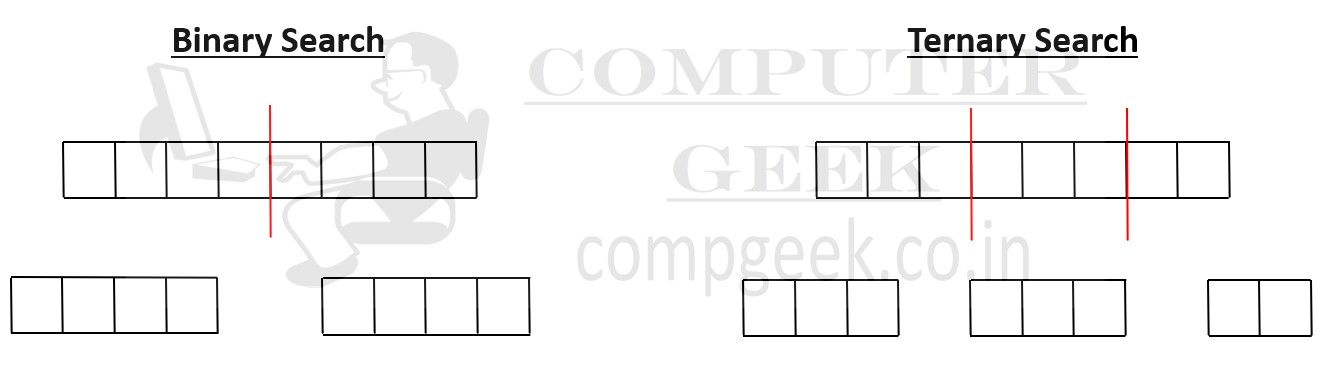 Binary Search
Ternary Search
COMPUTER
GEEK
compgeek.co.in